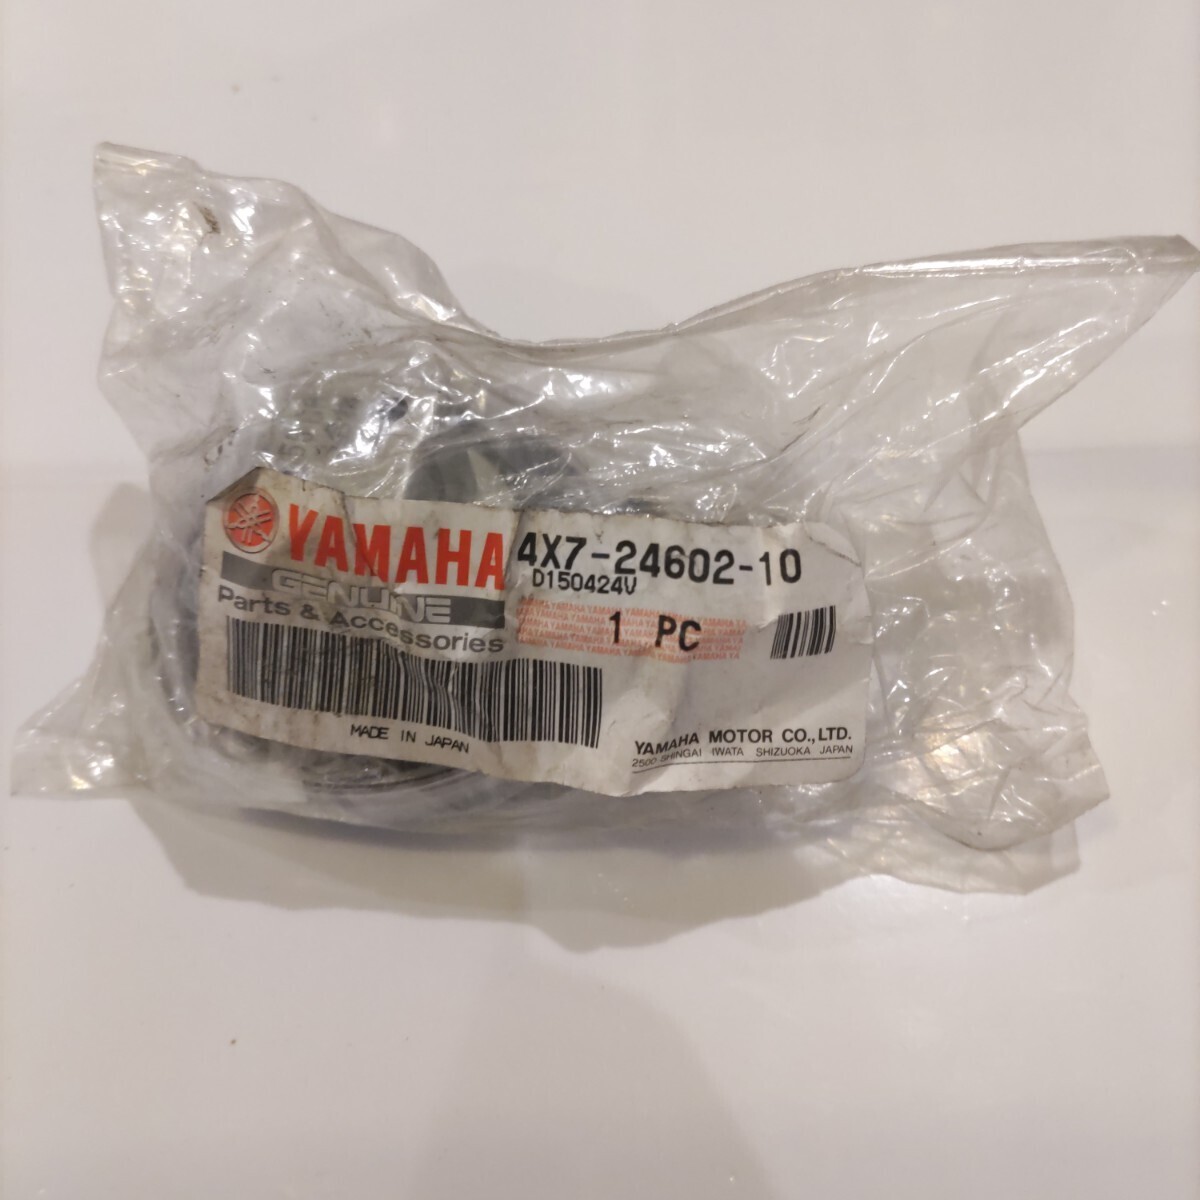 YAMAHA
GENUINE
Parts & Accessories
4X7-24602-10
D150424V
1 PC
MADE IN JAPAN
YAMAHA MOTOR CO., LTD.
2500 SHINGAI IWATA SHIZUOKA JAPAN